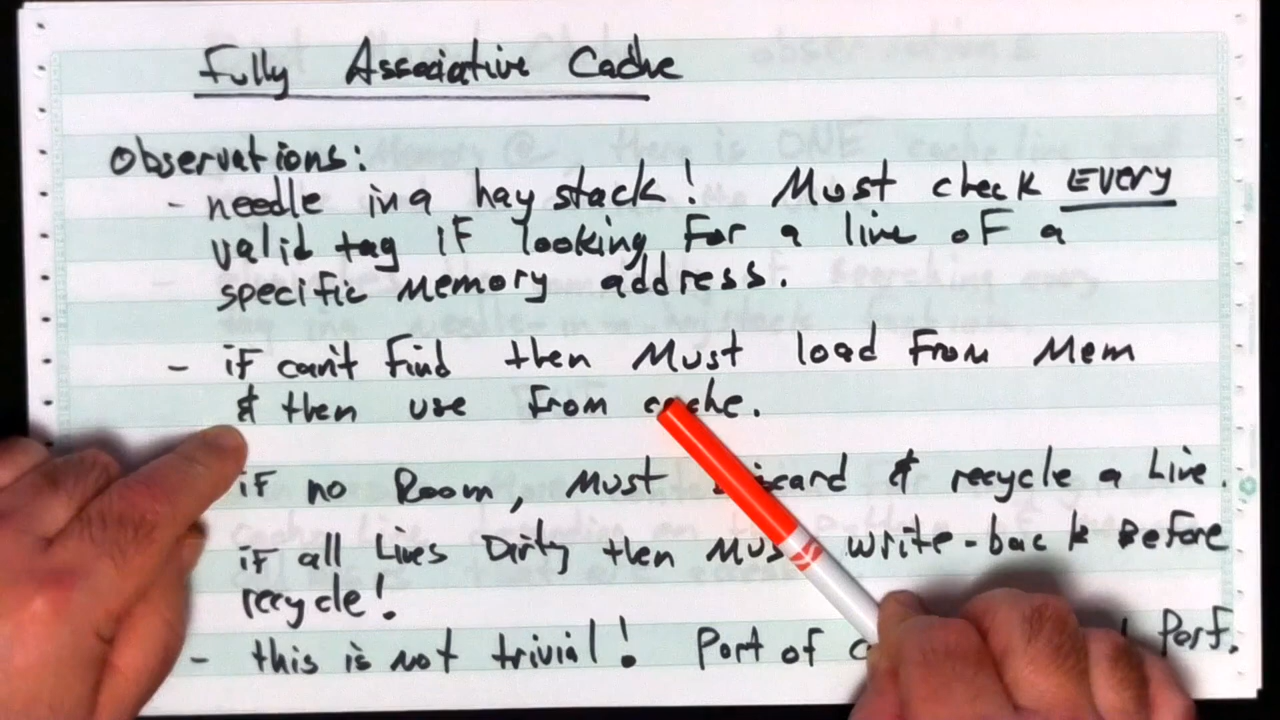 Fully Associative Cache
Observations:
- needle in a haystack! Must check EVERY
valid tag IF looking For a line oF a
specific Memory address.
- iF can't Find then Must load From Mem
& then use From cache.
iF no Room, Must & recycle a Line.
iF all Lines Dirty then Must write-back Before
recycle!
- this is not trivial! Part of Perf.